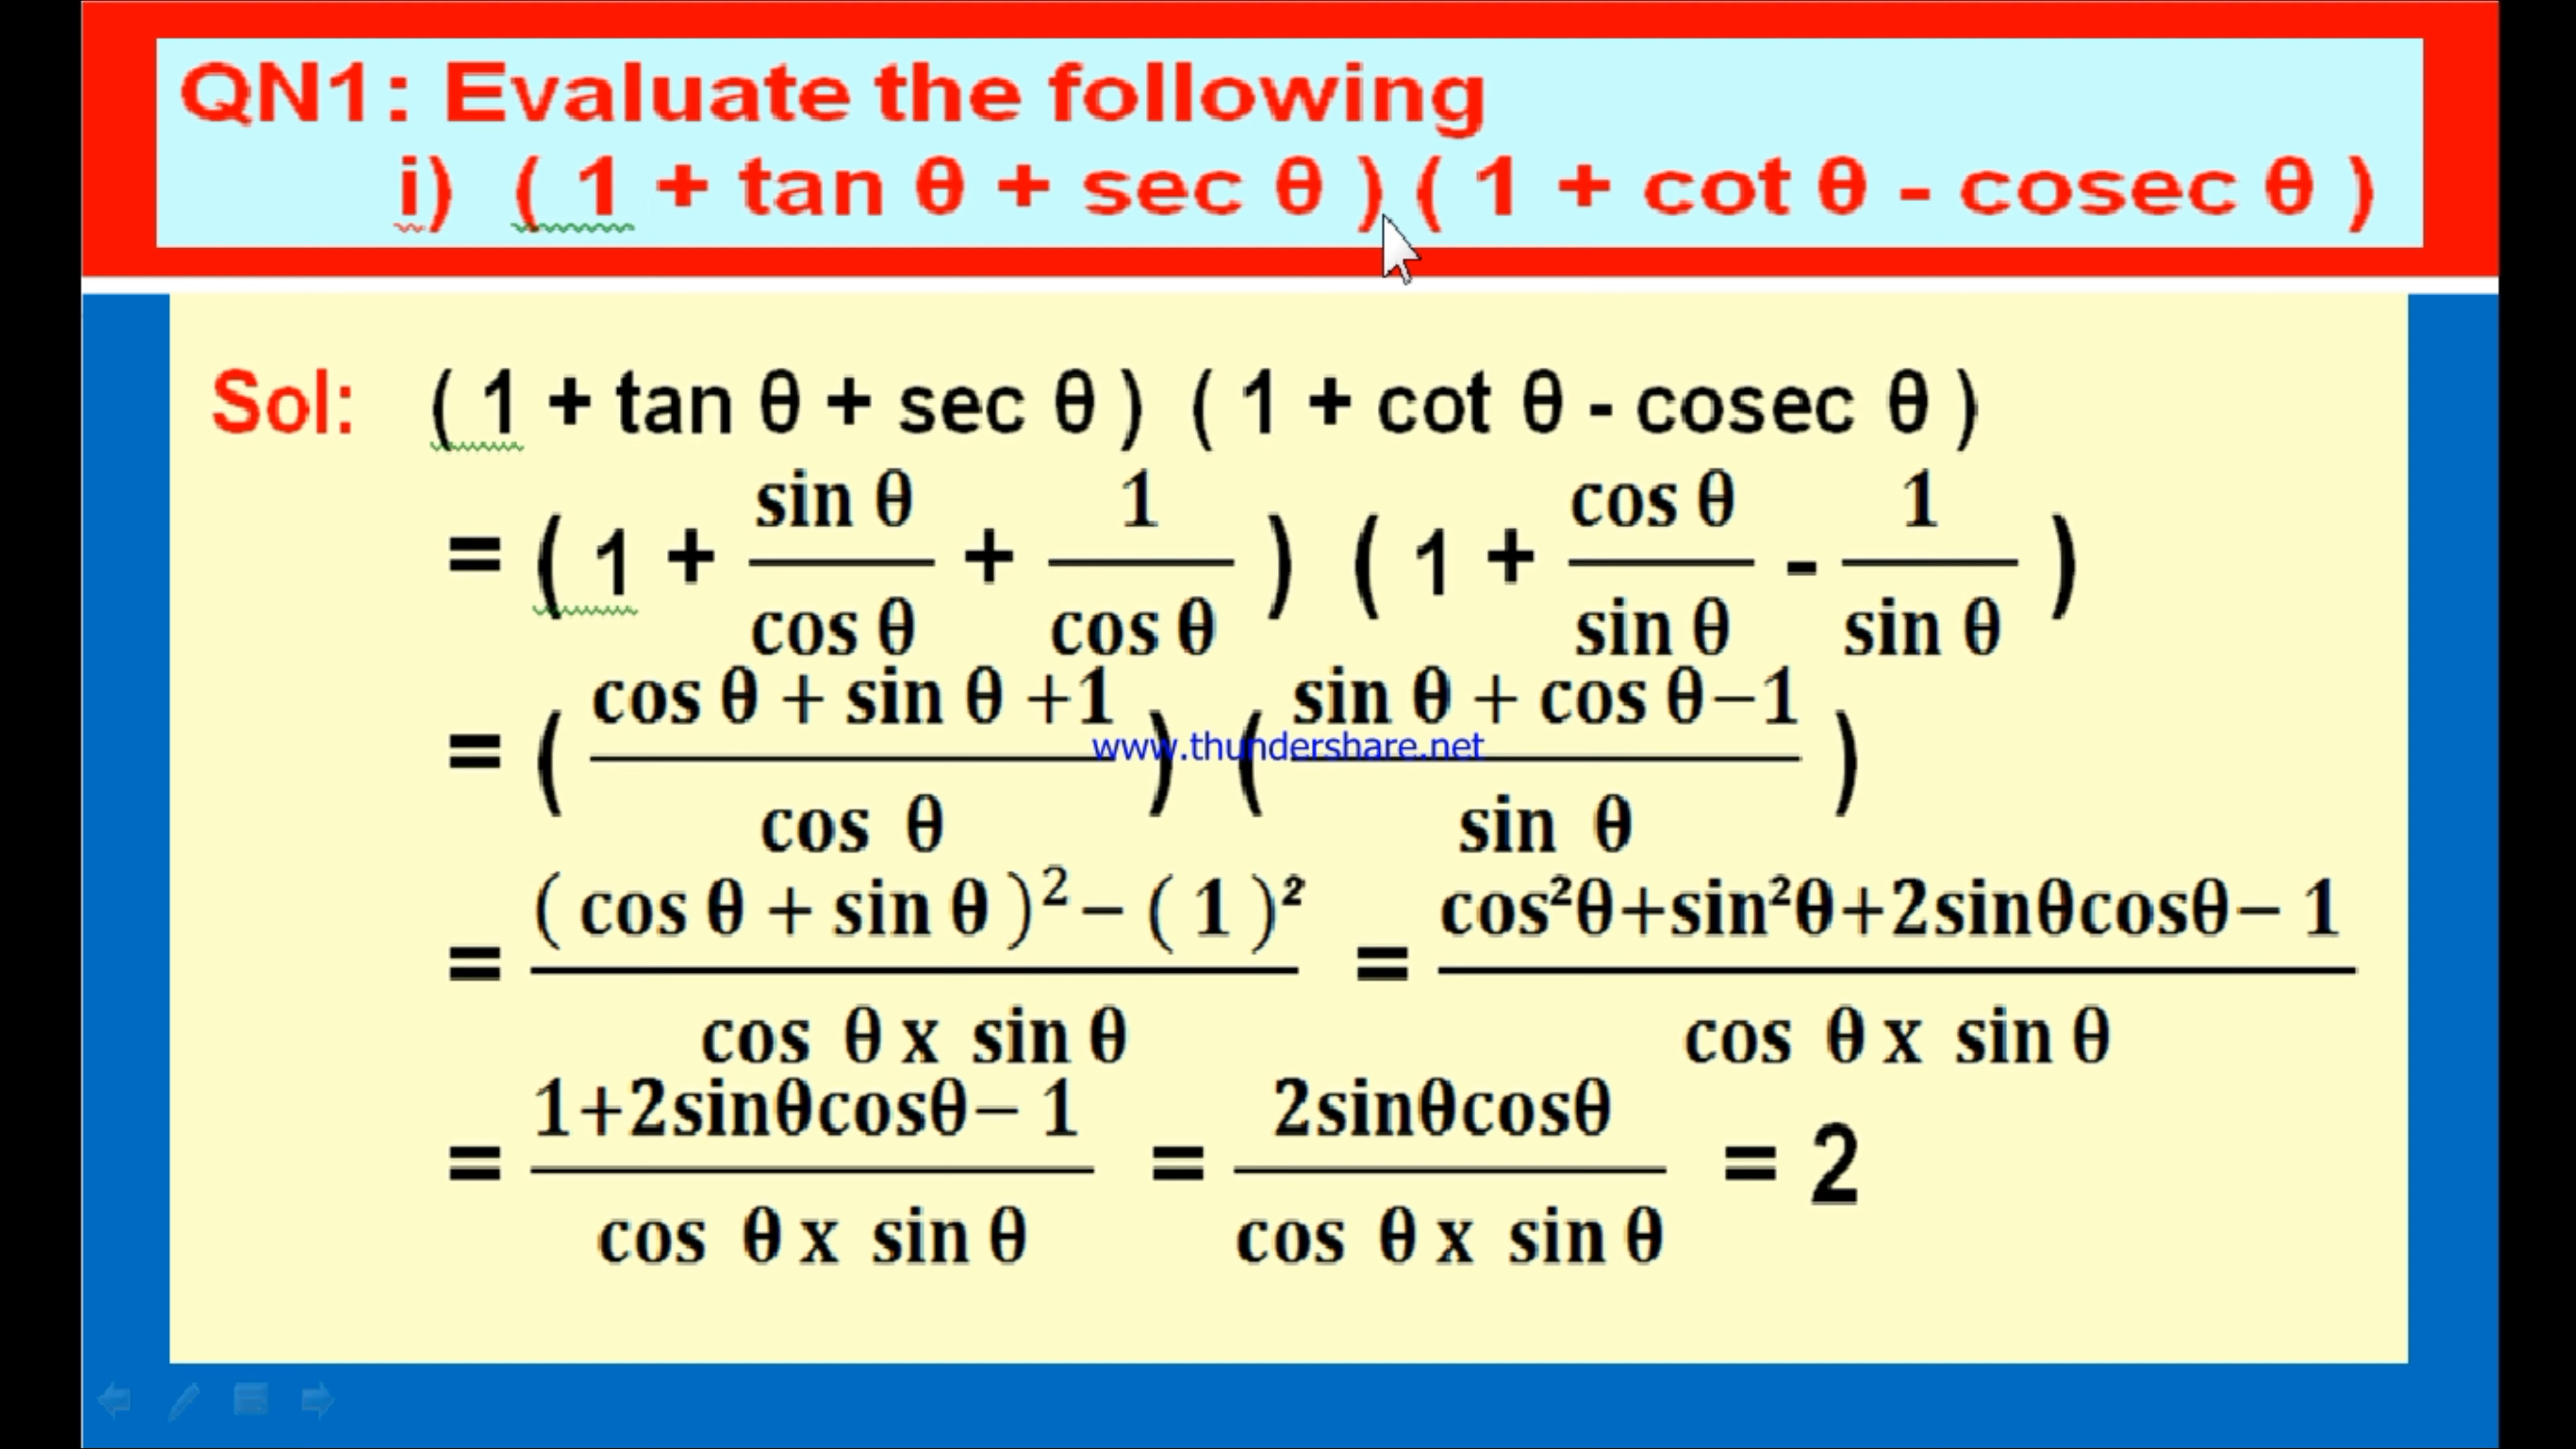 QN1: Evaluate the following
i) ( 1 + tan θ + sec θ ) ( 1 + cot θ - cosec θ )
Sol: ( 1 + tan θ + sec θ ) ( 1 + cot θ - cosec θ )
= ( 1 + sin θ / cos θ + 1 / cos θ ) ( 1 + cos θ / sin θ - 1 / sin θ )
= ( cos θ + sin θ +1 / cos θ ) ( sin θ + cos θ−1 / sin θ )
www.thundershare.net
= ( cos θ + sin θ )² − ( 1 )² / cos θ x sin θ = cos²θ+sin²θ+2sinθcosθ− 1 / cos θ x sin θ
= 1+2sinθcosθ− 1 / cos θ x sin θ = 2sinθcosθ / cos θ x sin θ = 2